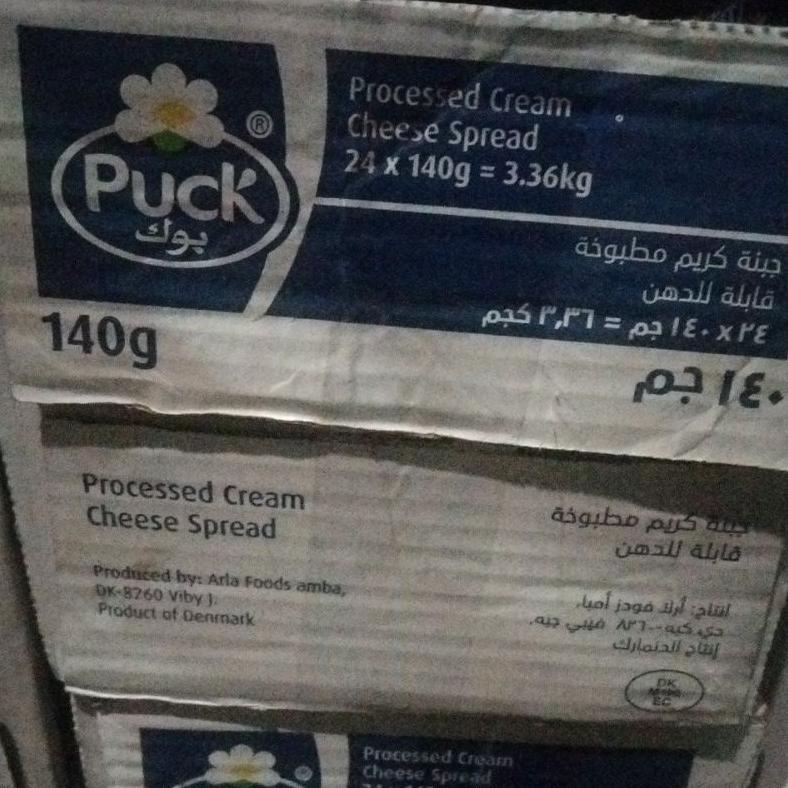 Puck ®
بوك
Processed Cream
Cheese Spread
24 x 140g = 3.36kg
جبنة كريم مطبوخة
قابلة للدهن
٢٤ x ١٤٠ جم = ٣,٣٦ كجم
140g
١٤٠ جم
Processed Cream
Cheese Spread
Produced by: Arla Foods amba,
DK-8260 Viby J.
Product of Denmark
جبنة كريم مطبوخة
قابلة للدهن
انتاج: أرلا فودز أمبا،
دي كيه-٨٢٦٠ فيبي جيه.
إنتاج الدنمارك
DK
EC
®
Processed Cream
Cheese Spread